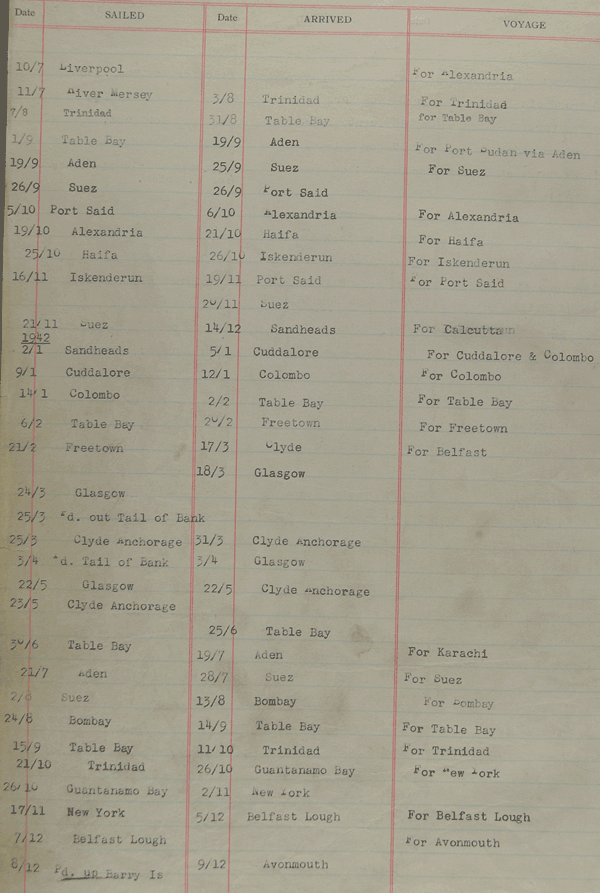 Date SAILED Date ARRIVED VOYAGE
10/7 Liverpool For Alexandria
11/7 River Mersey 3/8 Trinidad For Trinidad
7/8 Trinidad 31/8 Table Bay for Table Bay
1/9 Table Bay 19/9 Aden For Port Sudan via Aden
19/9 Aden 25/9 Suez For Suez
26/9 Suez 26/9 Port Said
5/10 Port Said 6/10 Alexandria For Alexandria
19/10 Alexandria 21/10 Haifa For Haifa
25/10 Haifa 26/10 Iskenderun For Iskenderun
16/11 Iskenderun 19/11 Port Said For Port Said
20/11 Suez
21/11 Suez 14/12 Sandheads For Calcutta
1942
2/1 Sandheads 5/1 Cuddalore For Cuddalore & Colombo
9/1 Cuddalore 12/1 Colombo For Colombo
14/1 Colombo 2/2 Table Bay For Table Bay
6/2 Table Bay 20/2 Freetown For Freetown
21/2 Freetown 17/3 Clyde For Belfast
18/3 Glasgow
24/3 Glasgow
25/3 Pd. out Tail of Bank
25/3 Clyde Anchorage 31/3 Clyde Anchorage
3/4 Pd. Tail of Bank 3/4 Glasgow
22/5 Glasgow 22/5 Clyde Anchorage
23/5 Clyde Anchorage
25/6 Table Bay
30/6 Table Bay 19/7 Aden For Karachi
21/7 Aden 28/7 Suez For Suez
2/8 Suez 13/8 Bombay For Bombay
24/8 Bombay 14/9 Table Bay For Table Bay
15/9 Table Bay 11/10 Trinidad For Trinidad
21/10 Trinidad 26/10 Guantanamo Bay For New York
26/10 Guantanamo Bay 2/11 New York
17/11 New York 5/12 Belfast Lough For Belfast Lough
7/12 Belfast Lough For Avonmouth
8/12 Pd. up Barry Is 9/12 Avonmouth